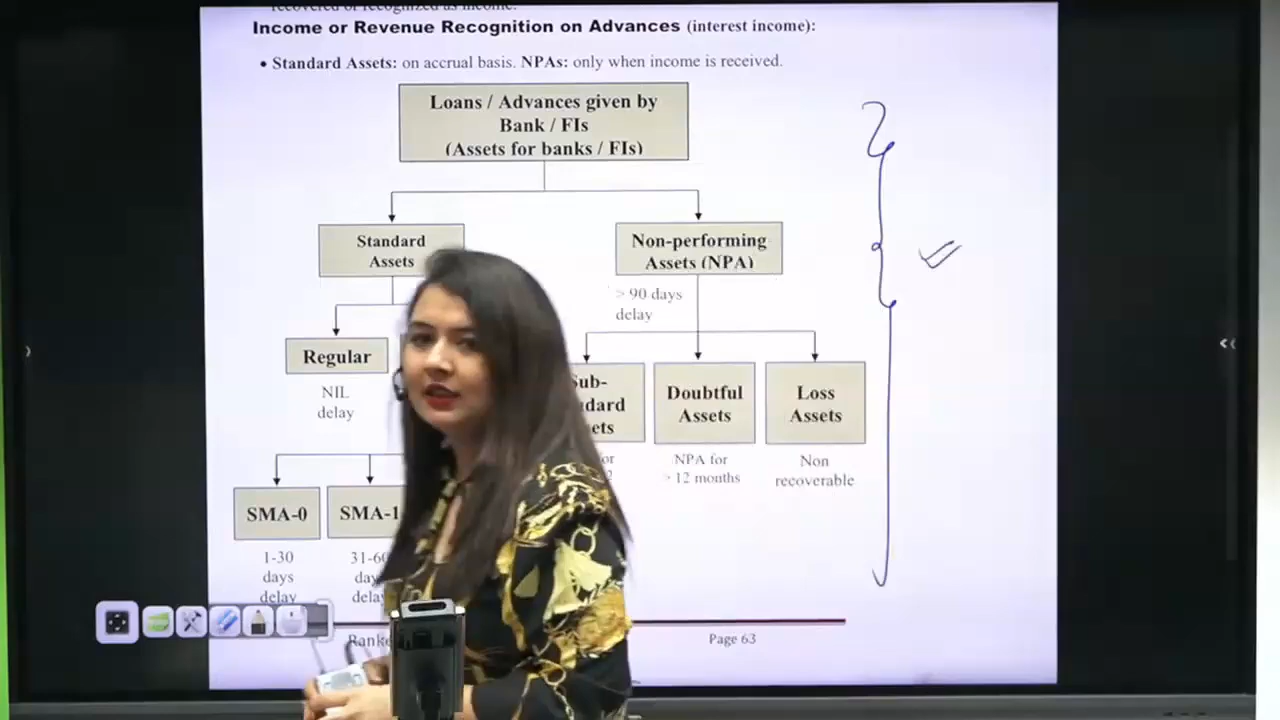 Income or Revenue Recognition on Advances (interest income):
• Standard Assets: on accrual basis. NPAs: only when income is received.
Loans / Advances given by
Bank / FIs
(Assets for banks / FIs)
Standard
Assets
Non-performing
Assets (NPA)
> 90 days
delay
Regular
NIL
delay
Doubtful
Assets
NPA for
> 12 months
Loss
Assets
Non
recoverable
SMA-0
SMA-1
1-30
days
delay
Page 63